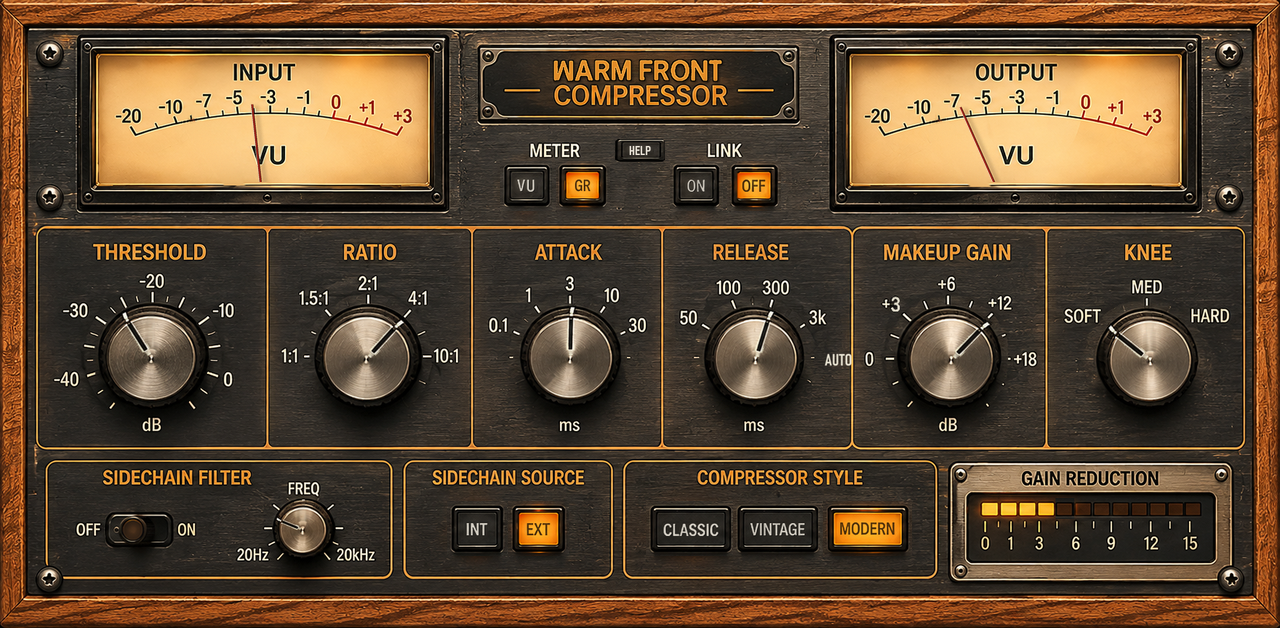 INPUT
-20 -10 -7 -5 -3 -1 0 +1 +3
VU
WARM FRONT
COMPRESSOR
METER
VU GR
HELP
LINK
ON OFF
OUTPUT
-20 -10 -7 -5 -3 -1 0 +1 +3
VU
THRESHOLD
-40 -30 -20 -10 0
dB
RATIO
1:1 1.5:1 2:1 4:1 10:1
ATTACK
0.1 1 3 10 30
ms
RELEASE
50 100 300 3k AUTO
ms
MAKEUP GAIN
0 +3 +6 +12 +18
dB
KNEE
SOFT MED HARD
SIDECHAIN FILTER
OFF ON
FREQ
20Hz 20kHz
SIDECHAIN SOURCE
INT EXT
COMPRESSOR STYLE
CLASSIC VINTAGE MODERN
GAIN REDUCTION
0 1 3 6 9 12 15